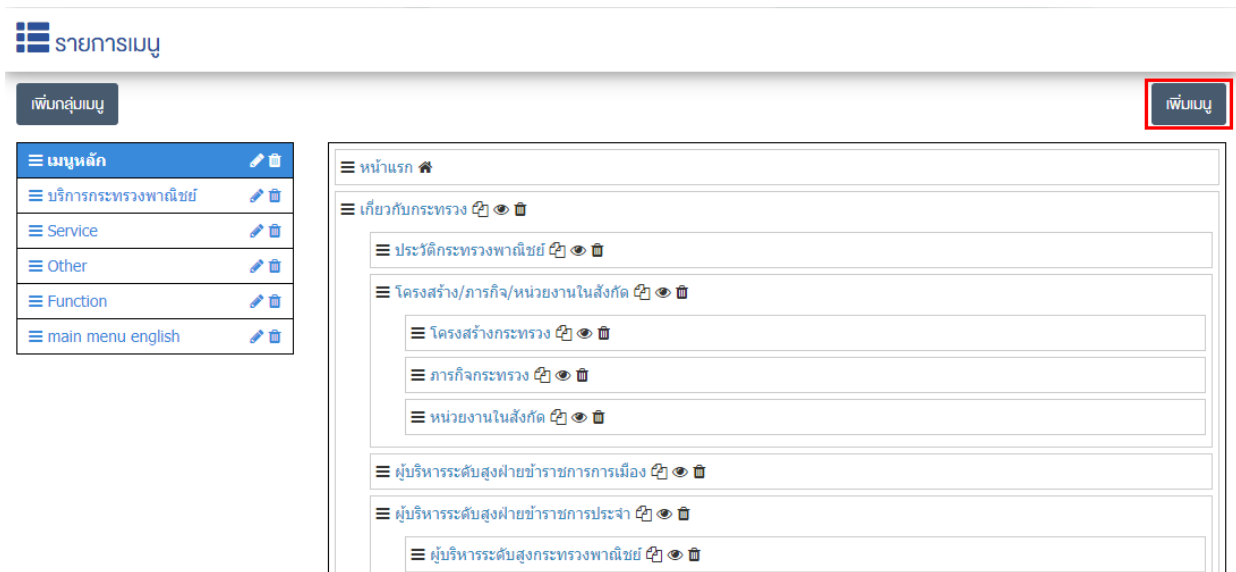 รายการเมนู
เพิ่มกลุ่มเมนู
เพิ่มเมนู
เมนูหลัก
บริการกระทรวงพาณิชย์
Service
Other
Function
main menu english
หน้าแรก
เกี่ยวกับกระทรวง
ประวัติกระทรวงพาณิชย์
โครงสร้าง/ภารกิจ/หน่วยงานในสังกัด
โครงสร้างกระทรวง
ภารกิจกระทรวง
หน่วยงานในสังกัด
ผู้บริหารระดับสูงฝ่ายข้าราชการการเมือง
ผู้บริหารระดับสูงฝ่ายข้าราชการประจำ
ผู้บริหารระดับสูงกระทรวงพาณิชย์